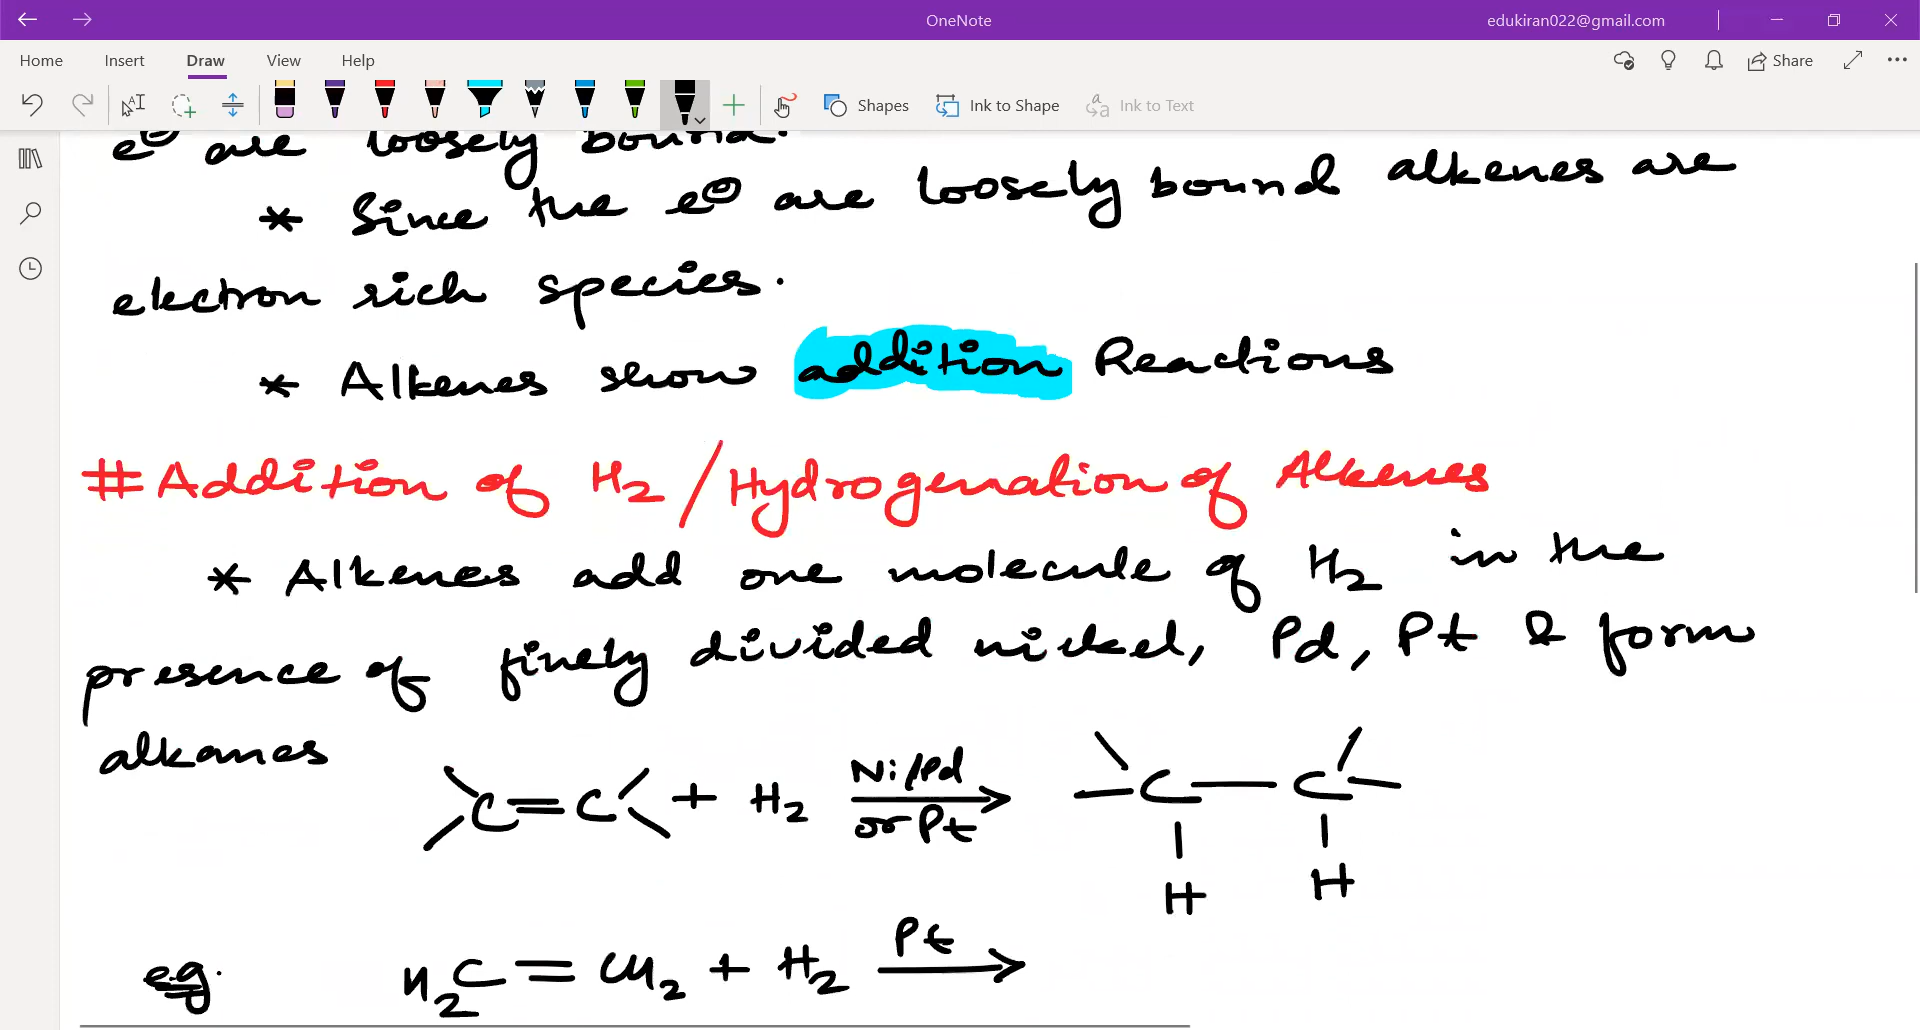 OneNote
edukiran022@gmail.com
Home Insert Draw View Help
Share
Shapes Ink to Shape Ink to Text
e⊖ are loosely bound.
* Since the e⊖ are loosely bound alkenes are
electron rich species.
* Alkenes show addition Reactions
# Addition of H2 / Hydrogenation of Alkenes
* Alkenes add one molecule of H2 in the
presence of finely divided nickel, Pd, Pt & form
alkanes
C=C + H2 Ni/Pd or Pt → C—C
H H
eg. H2C=CH2 + H2 Pt →